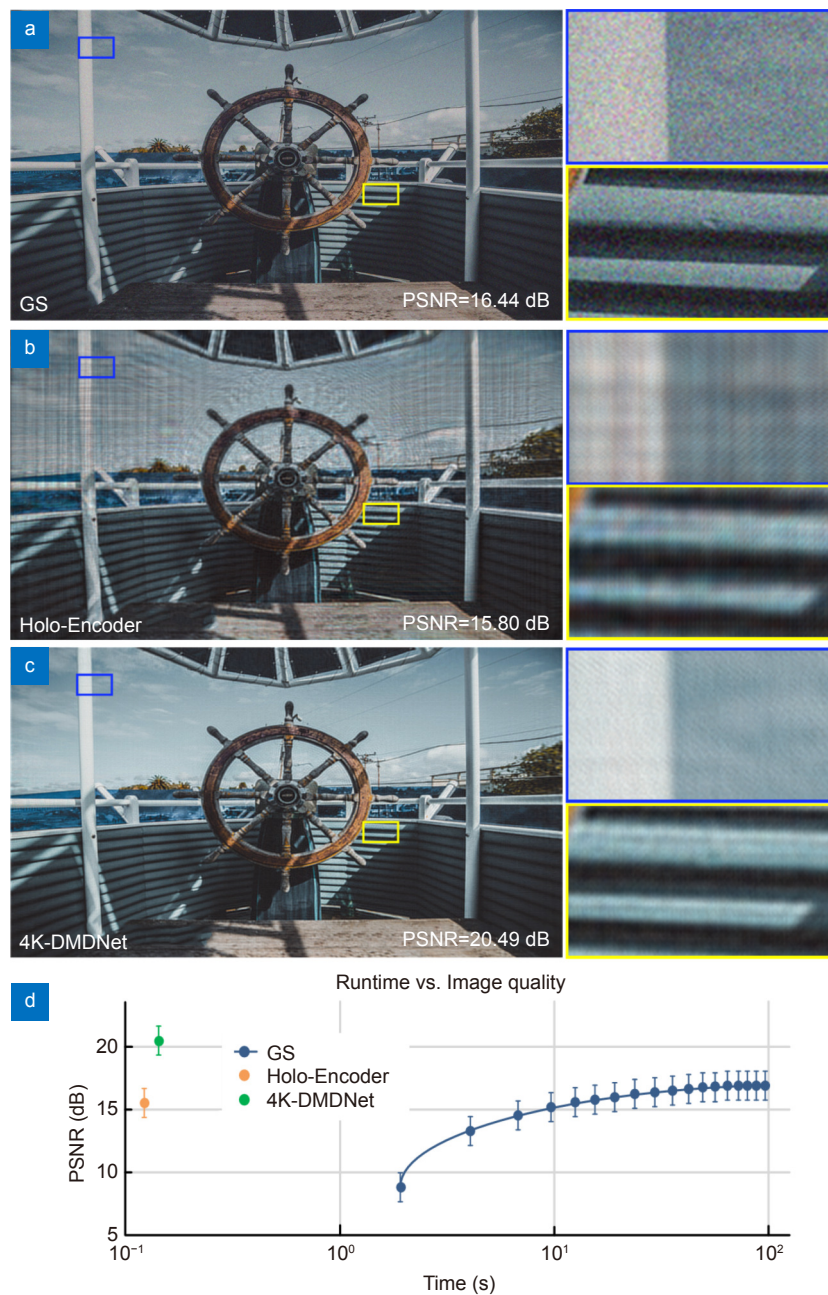 a
GS
PSNR=16.44 dB
b
Holo-Encoder
PSNR=15.80 dB
c
4K-DMDNet
PSNR=20.49 dB
d
Runtime vs. Image quality
PSNR (dB)
20
15
10
5
GS
Holo-Encoder
4K-DMDNet
10⁻¹
10⁰
10¹
10²
Time (s)